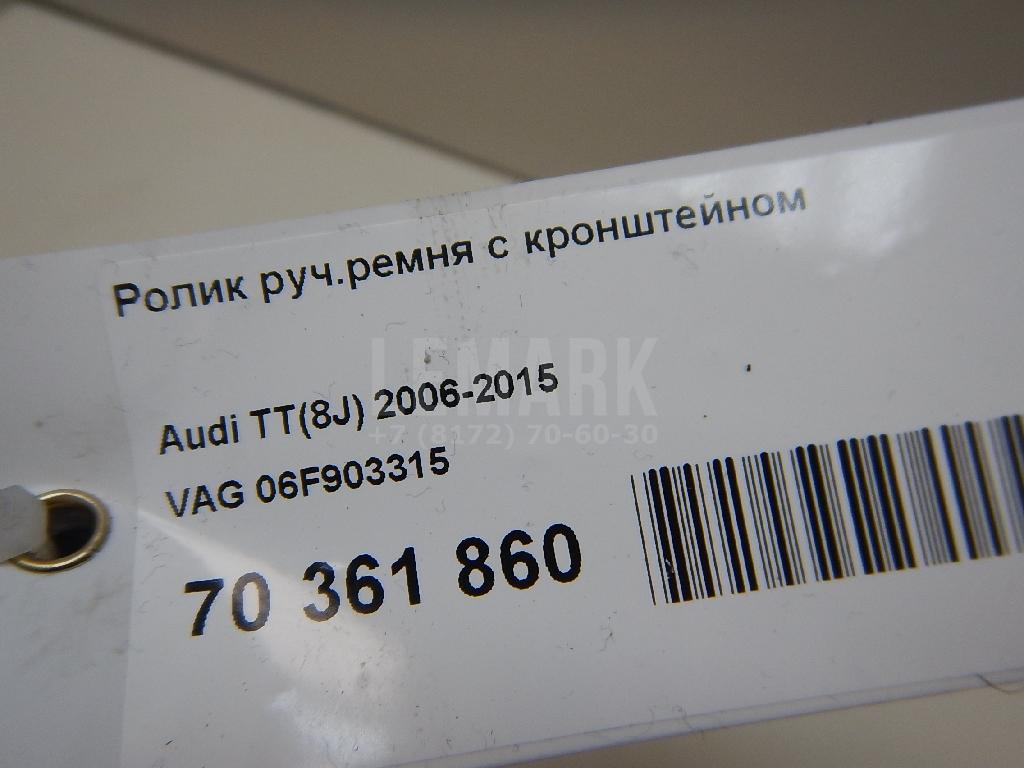 Ролик руч.ремня с кронштейном
LEMARK
Audi TT(8J) 2006-2015
+7 (8172) 70-60-30
VAG 06F903315
70 361 860